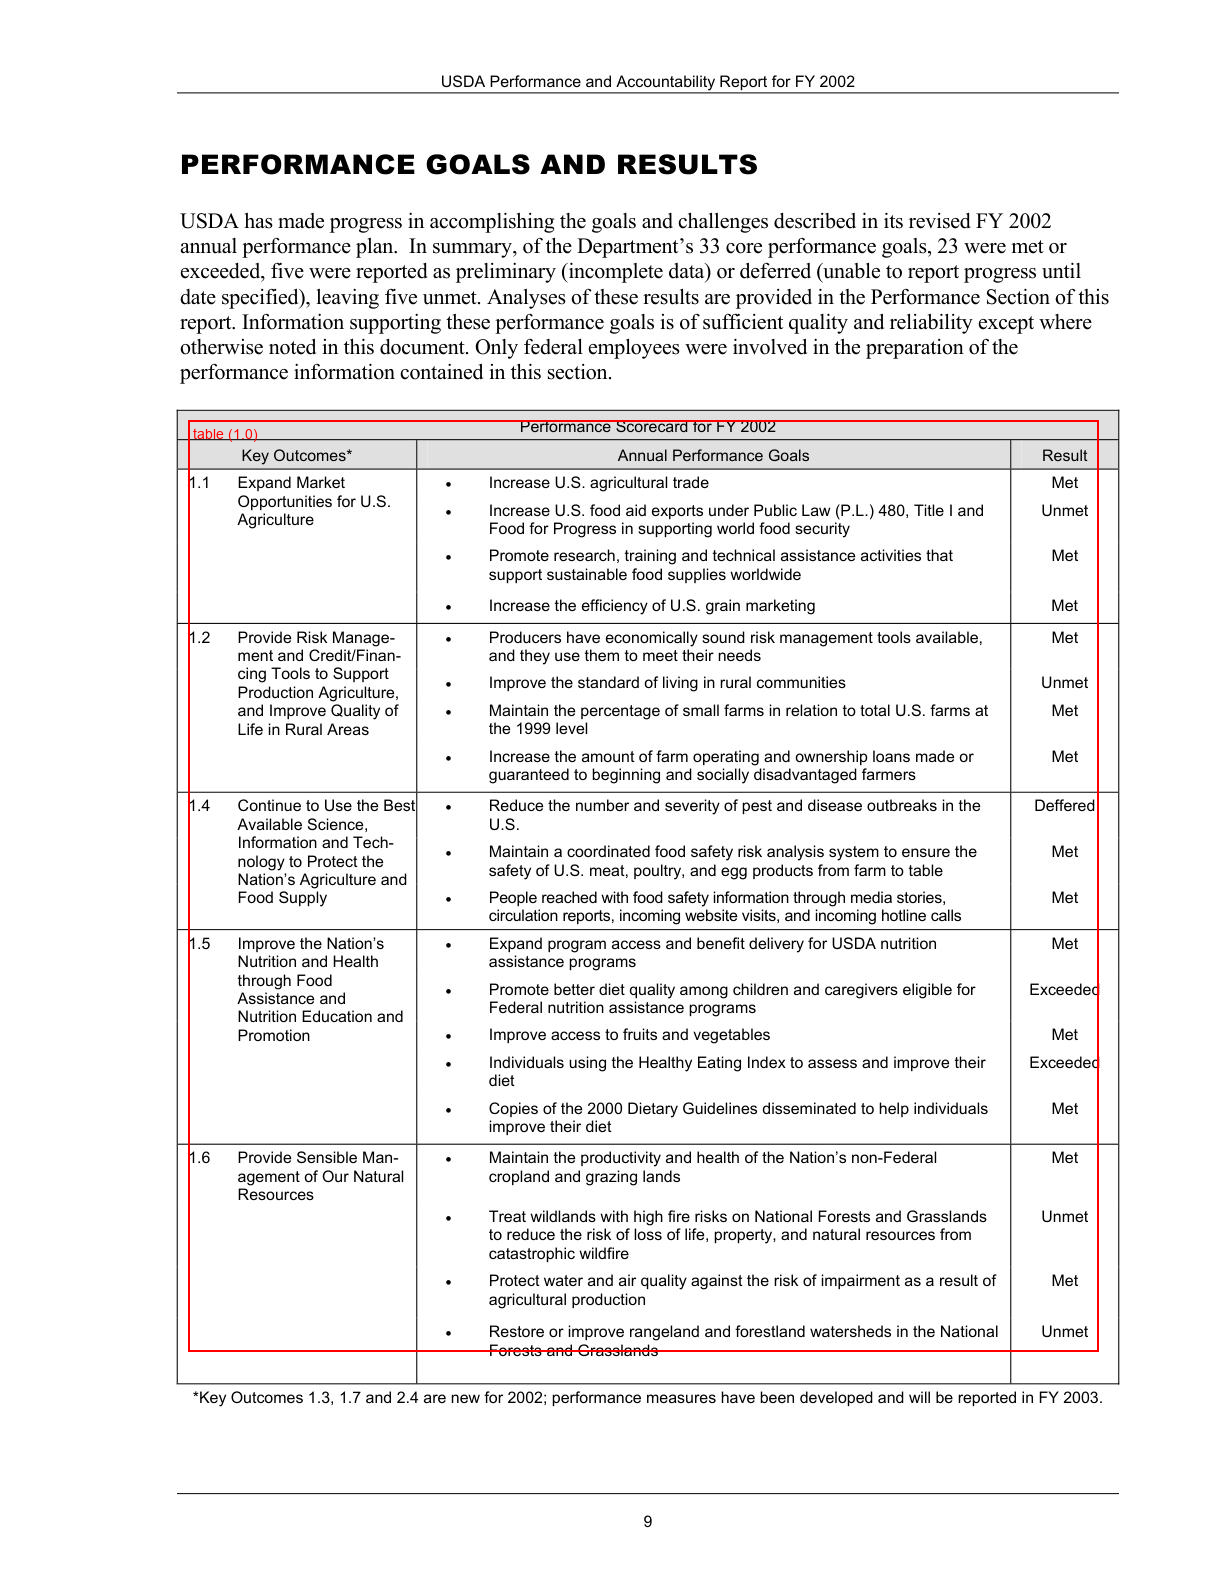 USDA Performance and Accountability Report for FY 2002
PERFORMANCE GOALS AND RESULTS
USDA has made progress in accomplishing the goals and challenges described in its revised FY 2002
annual performance plan.  In summary, of the Department's 33 core performance goals, 23 were met or
exceeded, five were reported as preliminary (incomplete data) or deferred (unable to report progress until
date specified), leaving five unmet. Analyses of these results are provided in the Performance Section of this
report. Information supporting these performance goals is of sufficient quality and reliability except where
otherwise noted in this document. Only federal employees were involved in the preparation of the
performance information contained in this section.
Performance Scorecard for FY 2002
table (1.0)
Key Outcomes* Annual Performance Goals Result
1.1 Expand Market • Increase U.S. agricultural trade Met
Opportunities for U.S. • Increase U.S. food aid exports under Public Law (P.L.) 480, Title I and Unmet
Agriculture Food for Progress in supporting world food security
• Promote research, training and technical assistance activities that Met
support sustainable food supplies worldwide
• Increase the efficiency of U.S. grain marketing Met
1.2 Provide Risk Manage- • Producers have economically sound risk management tools available, Met
ment and Credit/Finan- and they use them to meet their needs
cing Tools to Support • Improve the standard of living in rural communities Unmet
Production Agriculture,
and Improve Quality of • Maintain the percentage of small farms in relation to total U.S. farms at Met
Life in Rural Areas the 1999 level
• Increase the amount of farm operating and ownership loans made or Met
guaranteed to beginning and socially disadvantaged farmers
1.4 Continue to Use the Best • Reduce the number and severity of pest and disease outbreaks in the Deffered
Available Science, U.S.
Information and Tech- • Maintain a coordinated food safety risk analysis system to ensure the Met
nology to Protect the safety of U.S. meat, poultry, and egg products from farm to table
Nation's Agriculture and
Food Supply • People reached with food safety information through media stories, Met
circulation reports, incoming website visits, and incoming hotline calls
1.5 Improve the Nation's • Expand program access and benefit delivery for USDA nutrition Met
Nutrition and Health assistance programs
through Food • Promote better diet quality among children and caregivers eligible for Exceeded
Assistance and Federal nutrition assistance programs
Nutrition Education and
Promotion • Improve access to fruits and vegetables Met
• Individuals using the Healthy Eating Index to assess and improve their Exceeded
diet
• Copies of the 2000 Dietary Guidelines disseminated to help individuals Met
improve their diet
1.6 Provide Sensible Man- • Maintain the productivity and health of the Nation's non-Federal Met
agement of Our Natural cropland and grazing lands
Resources
• Treat wildlands with high fire risks on National Forests and Grasslands Unmet
to reduce the risk of loss of life, property, and natural resources from
catastrophic wildfire
• Protect water and air quality against the risk of impairment as a result of Met
agricultural production
• Restore or improve rangeland and forestland watersheds in the National Unmet
Forests and Grasslands
*Key Outcomes 1.3, 1.7 and 2.4 are new for 2002; performance measures have been developed and will be reported in FY 2003.
9